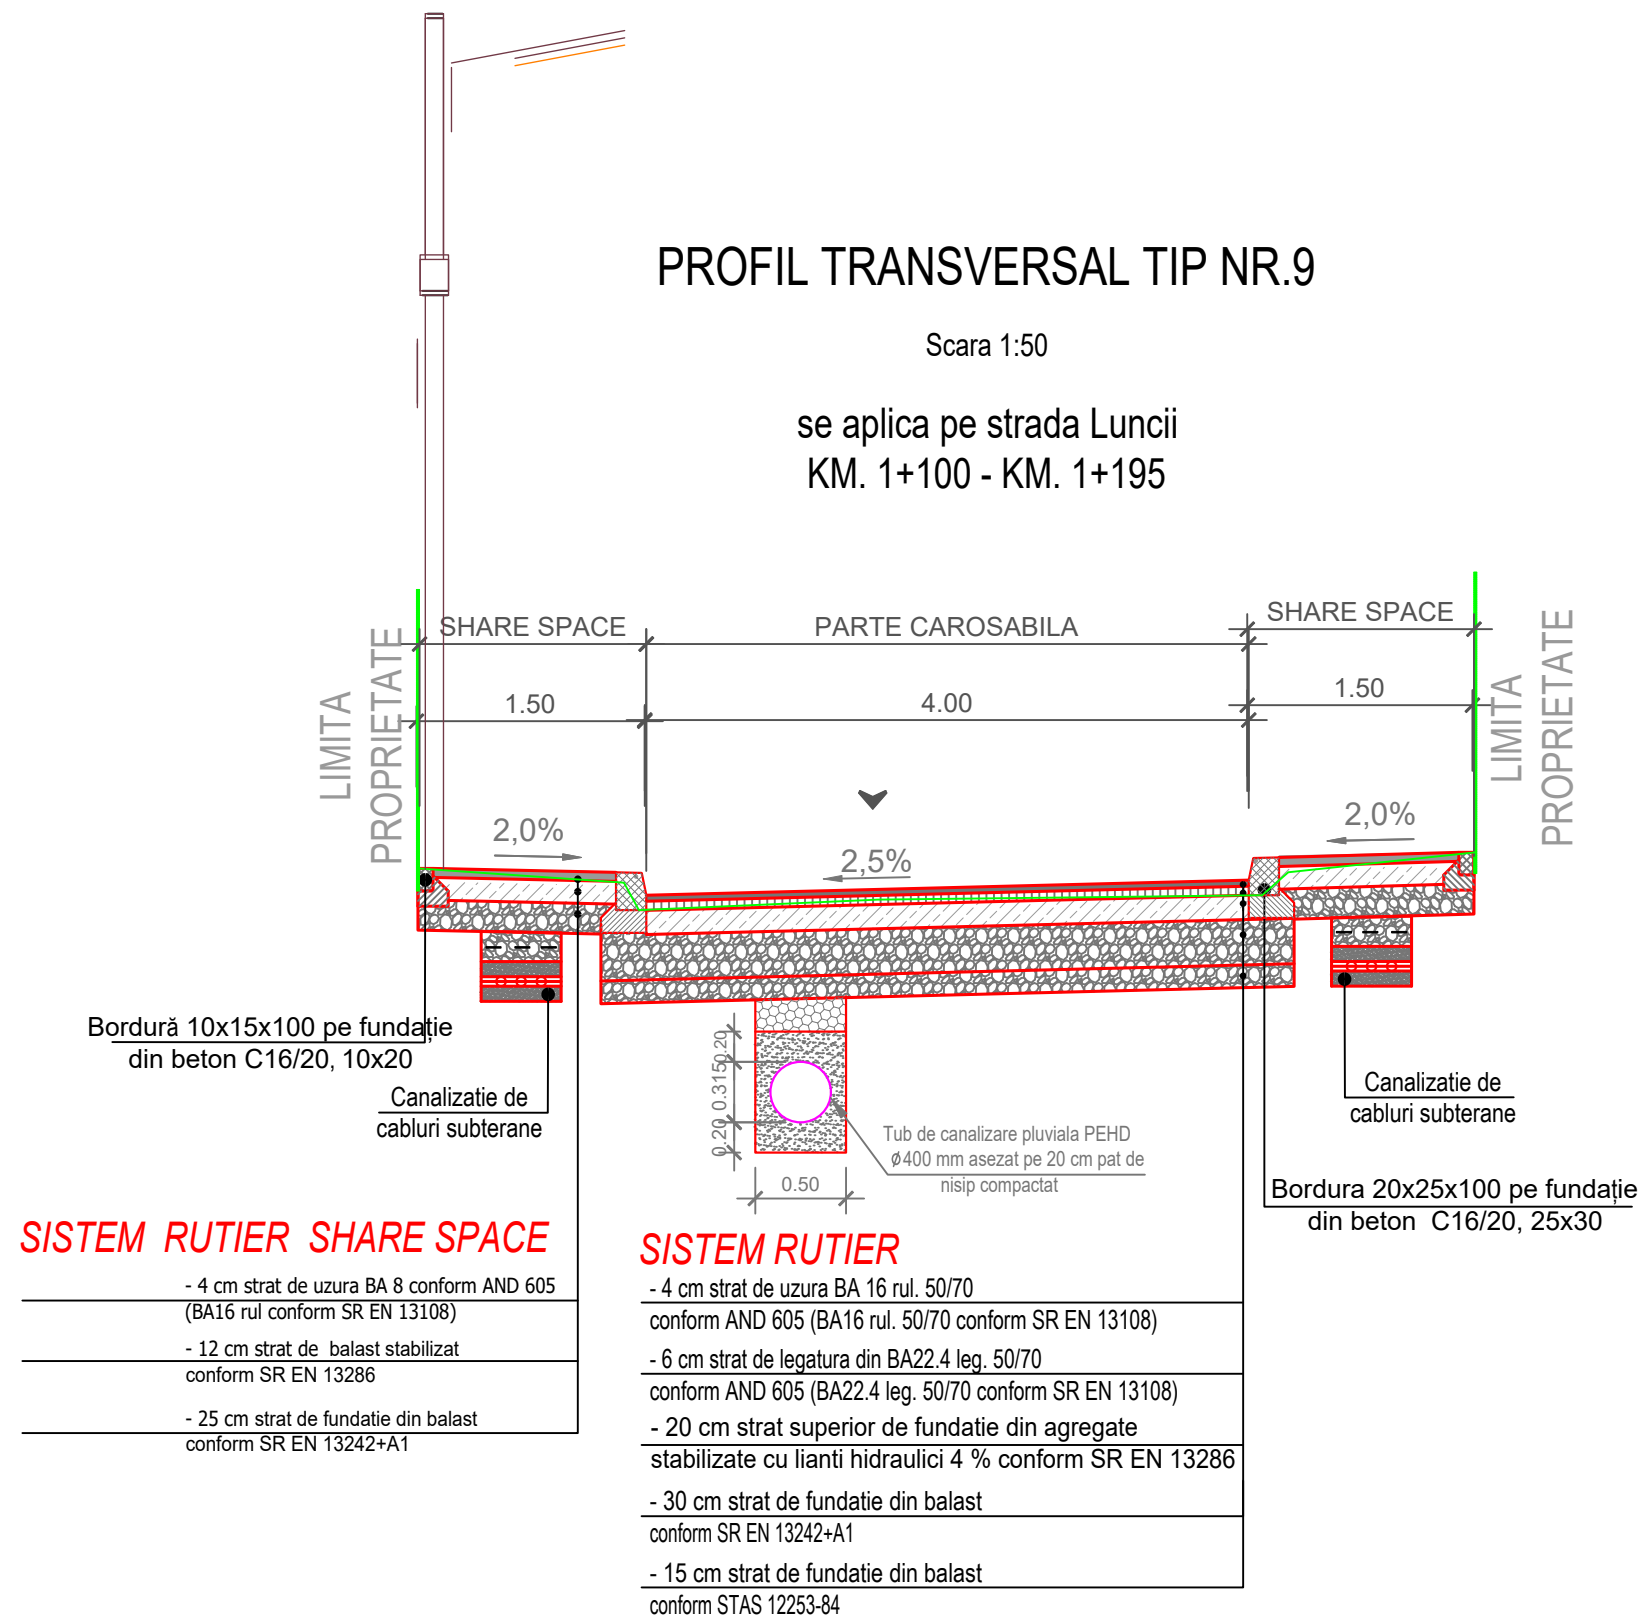 PROFIL TRANSVERSAL TIP NR.9
Scara 1:50
se aplica pe strada Luncii
KM. 1+100 - KM. 1+195
SHARE SPACE
PARTE CAROSABILA
SHARE SPACE
1.50
4.00
1.50
LIMITA
PROPRIETATE
LIMITA
PROPRIETATE
2,0%
2,5%
2,0%
Bordură 10x15x100 pe fundație
din beton C16/20, 10x20
Canalizatie de
cabluri subterane
0.20
0.315
0.20
0.50
Tub de canalizare pluviala PEHD
ϕ400 mm asezat pe 20 cm pat de
nisip compactat
Canalizatie de
cabluri subterane
Bordura 20x25x100 pe fundație
din beton C16/20, 25x30
SISTEM RUTIER SHARE SPACE
- 4 cm strat de uzura BA 8 conform AND 605
(BA16 rul conform SR EN 13108)
- 12 cm strat de balast stabilizat
conform SR EN 13286
- 25 cm strat de fundatie din balast
conform SR EN 13242+A1
SISTEM RUTIER
- 4 cm strat de uzura BA 16 rul. 50/70
conform AND 605 (BA16 rul. 50/70 conform SR EN 13108)
- 6 cm strat de legatura din BA22.4 leg. 50/70
conform AND 605 (BA22.4 leg. 50/70 conform SR EN 13108)
- 20 cm strat superior de fundatie din agregate
stabilizate cu lianti hidraulici 4 % conform SR EN 13286
- 30 cm strat de fundatie din balast
conform SR EN 13242+A1
- 15 cm strat de fundatie din balast
conform STAS 12253-84